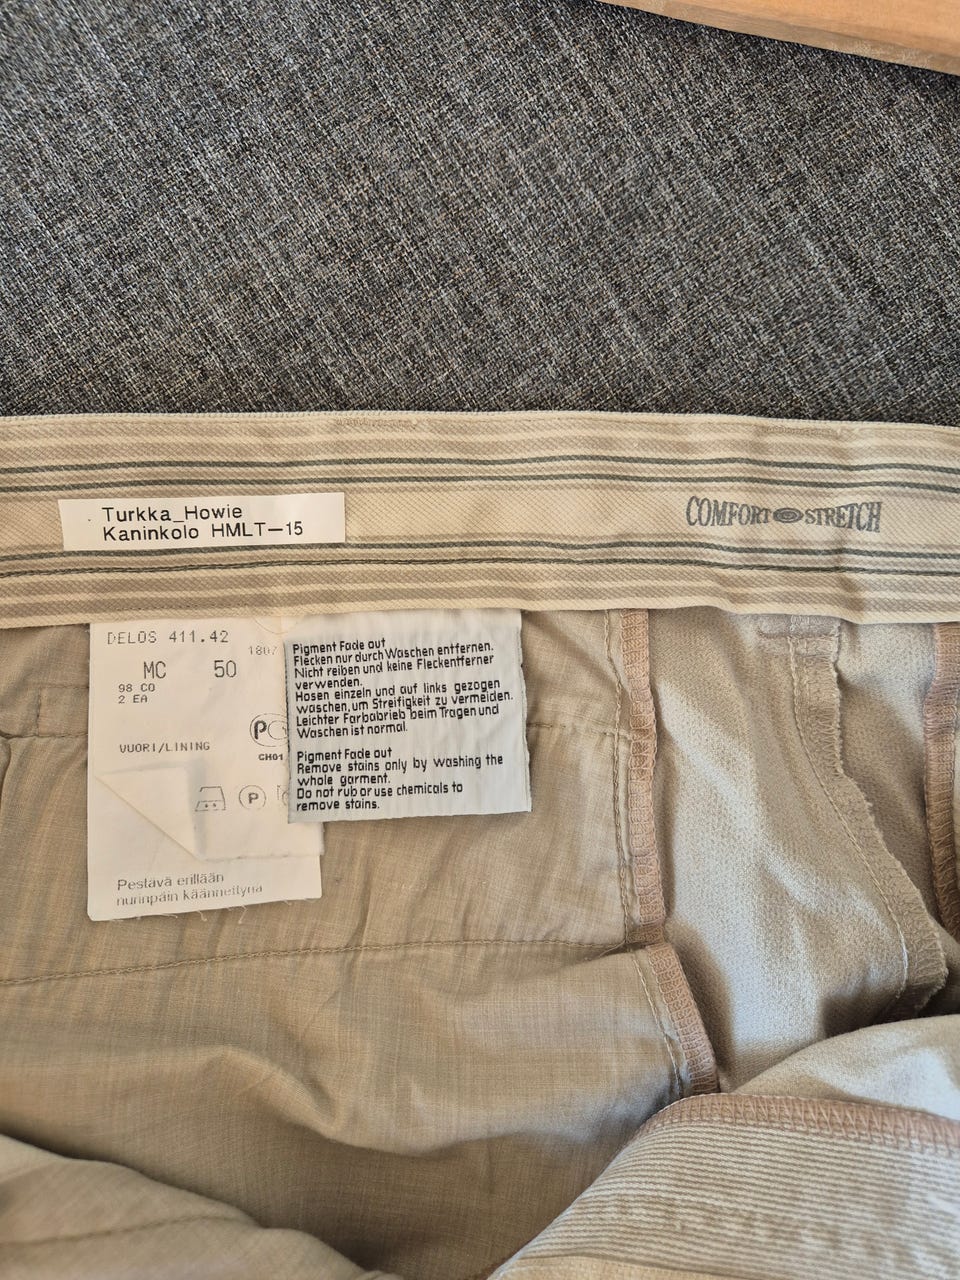 Turkka_Howie
Kaninkolo HMLT-15
COMFORT STRETCH
DELOS 411.42
1807
MC 50
98 CO
2 EA
VUORI/LINING
CH01
P
Pestävä erillään
nurinpäin käännettynä
Pigment Fade out
Flecken nur durch Waschen entfernen.
Nicht reiben und keine Fleckentferner
verwenden.
Hosen einzeln und auf links gezogen
waschen, um Streifigkeit zu vermeiden.
Leichter Farbabrieb beim Tragen und
Waschen ist normal.
Pigment Fade out
Remove stains only by washing the
whole garment.
Do not rub or use chemicals to
remove stains.